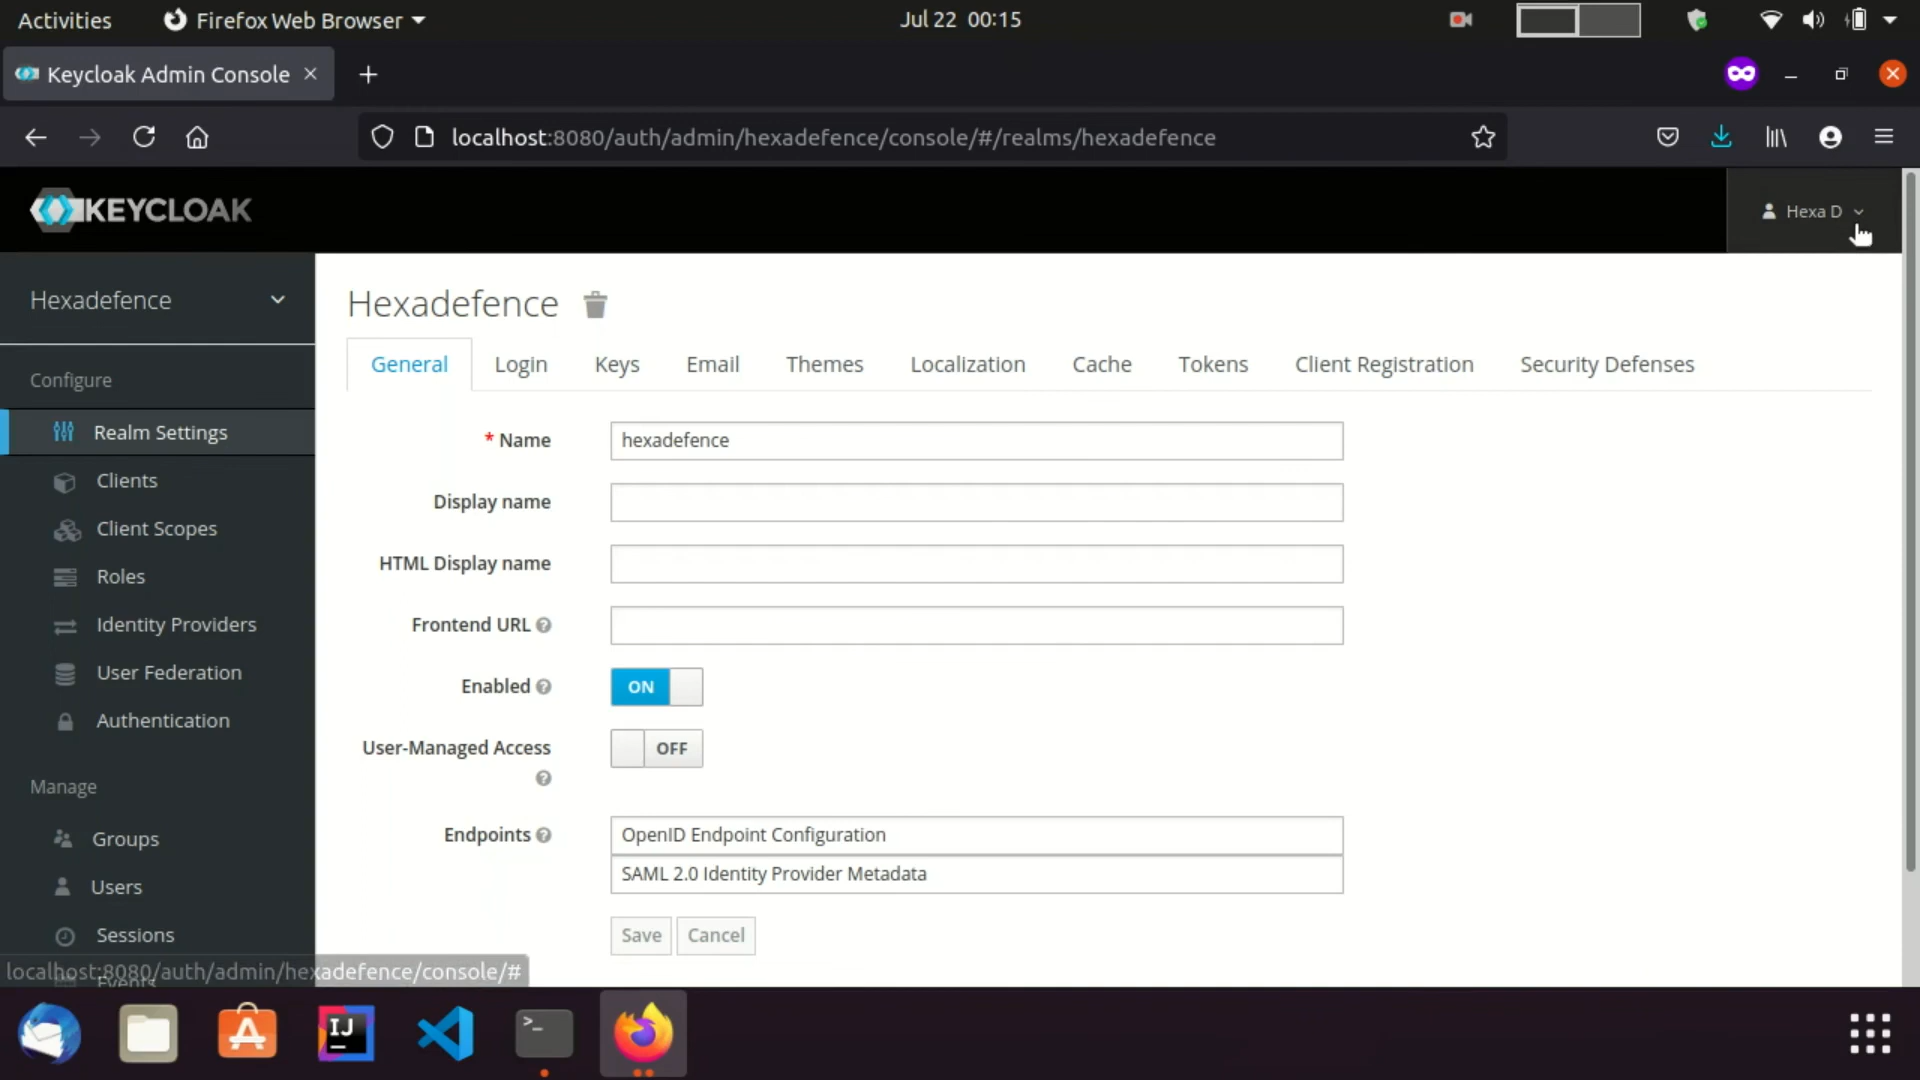 Activities Firefox Web Browser Jul 22 00:15
Keycloak Admin Console
localhost:8080/auth/admin/hexadefence/console/#/realms/hexadefence
KEYCLOAK Hexa D
Hexadefence
Hexadefence
General Login Keys Email Themes Localization Cache Tokens Client Registration Security Defenses
Configure
Realm Settings
Clients
Client Scopes
Roles
Identity Providers
User Federation
Authentication
Manage
Groups
Users
Sessions
Events
* Name hexadefence
Display name
HTML Display name
Frontend URL
Enabled ON
User-Managed Access OFF
Endpoints OpenID Endpoint Configuration
SAML 2.0 Identity Provider Metadata
Save Cancel
localhost:8080/auth/admin/hexadefence/console/#
IJ
>_